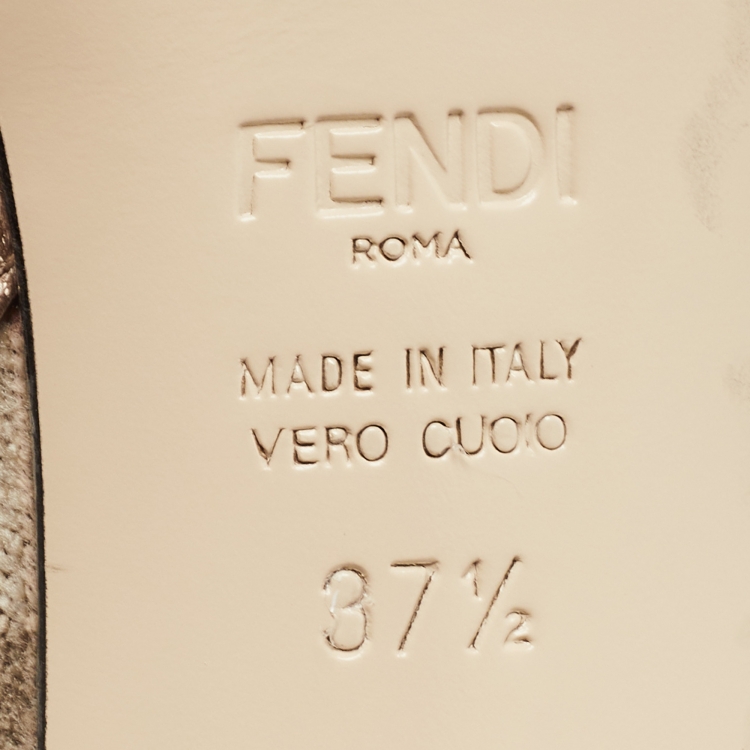 FENDI
ROMA
MADE IN ITALY
VERO CUOIO
37½